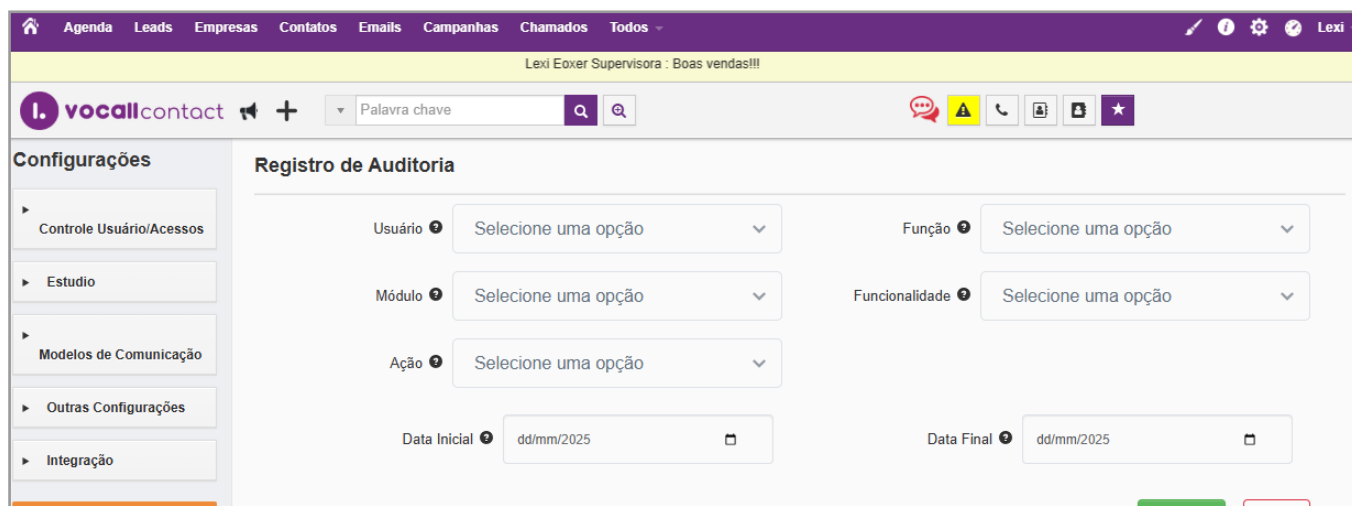 Agenda Leads Empresas Contatos Emails Campanhas Chamados Todos Lexi
Lexi Eoxer Supervisora : Boas vendas!!!
l. vocallcontact Palavra chave
Configurações
Registro de Auditoria
Controle Usuário/Acessos
Usuário Selecione uma opção Função Selecione uma opção
Estudio
Módulo Selecione uma opção Funcionalidade Selecione uma opção
Modelos de Comunicação
Ação Selecione uma opção
Outras Configurações
Data Inicial dd/mm/2025 Data Final dd/mm/2025
Integração